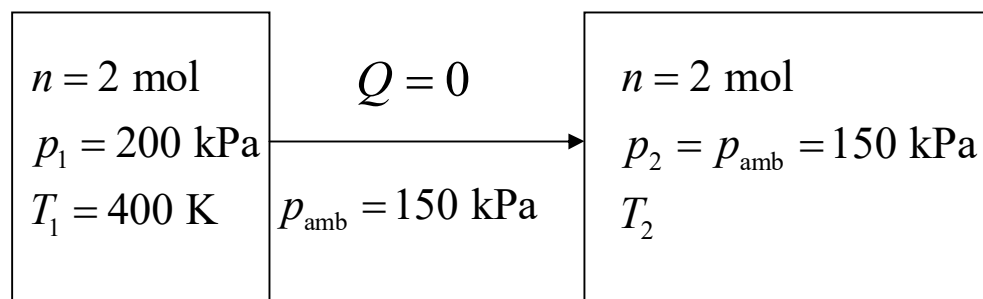 n = 2 mol
p₁ = 200 kPa
T₁ = 400 K
Q = 0
p_amb = 150 kPa
n = 2 mol
p₂ = p_amb = 150 kPa
T₂